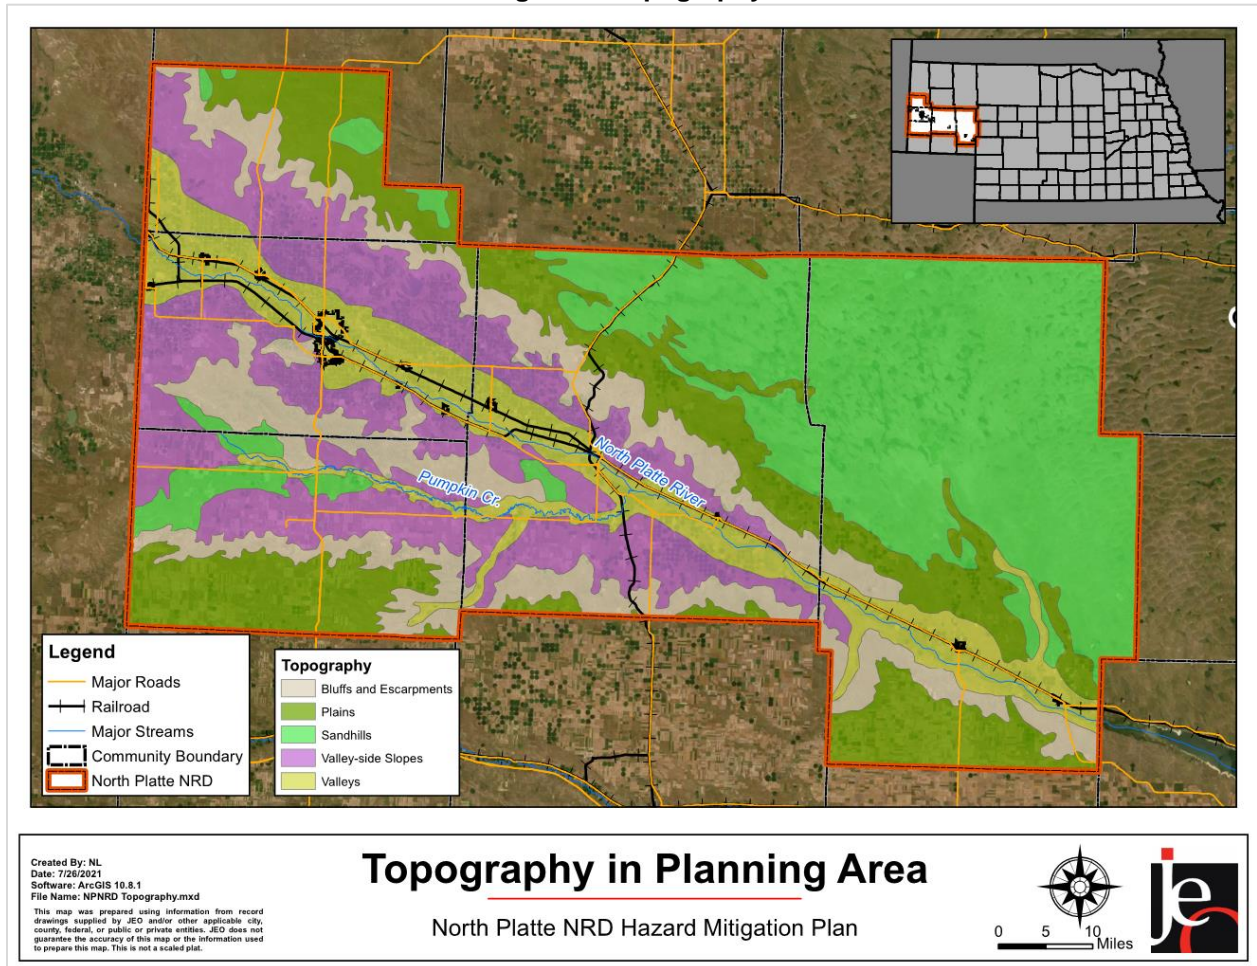 North Platte River
Pumpkin Cr.
Legend
Major Roads
Railroad
Major Streams
Community Boundary
North Platte NRD
Topography
Bluffs and Escarpments
Plains
Sandhills
Valley-side Slopes
Valleys
Created By: NL
Date: 7/26/2021
Software: ArcGIS 10.8.1
File Name: NPNRD Topography.mxd
This map was prepared using information from record
drawings supplied by JEO and/or other applicable city,
county, federal, or public or private entities. JEO does not
guarantee the accuracy of this map or the information used
to prepare this map. This is not a scaled plat.
Topography in Planning Area
North Platte NRD Hazard Mitigation Plan
0 5 10
Miles
jeo